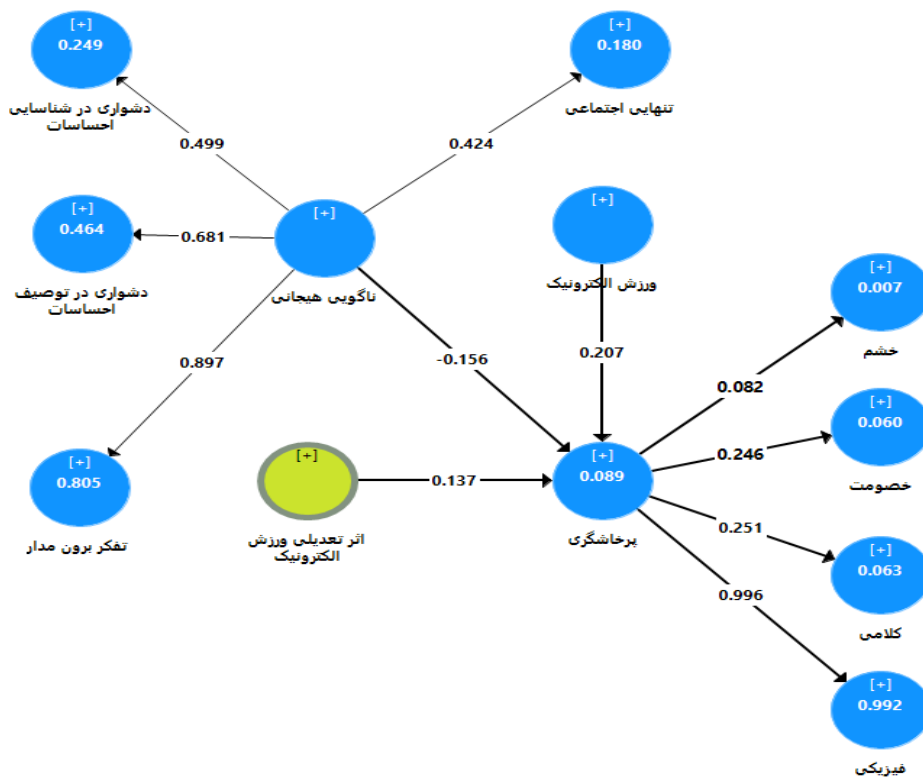 [+]
0.249
دشواری در شناسایی
احساسات
[+]
0.180
تنهایی اجتماعی
0.499
0.424
[+]
0.464
دشواری در توصیف
احساسات
0.681
[+]
ناگویی هیجانی
[+]
ورزش الکترونیک
[+]
0.007
خشم
0.897
-0.156
0.207
0.082
[+]
0.060
خصومت
0.246
[+]
0.805
تفکر برون مدار
[+]
اثر تعدیلی ورزش
الکترونیک
0.137
[+]
0.089
پرخاشگری
0.251
[+]
0.063
کلامی
0.996
[+]
0.992
فیزیکی